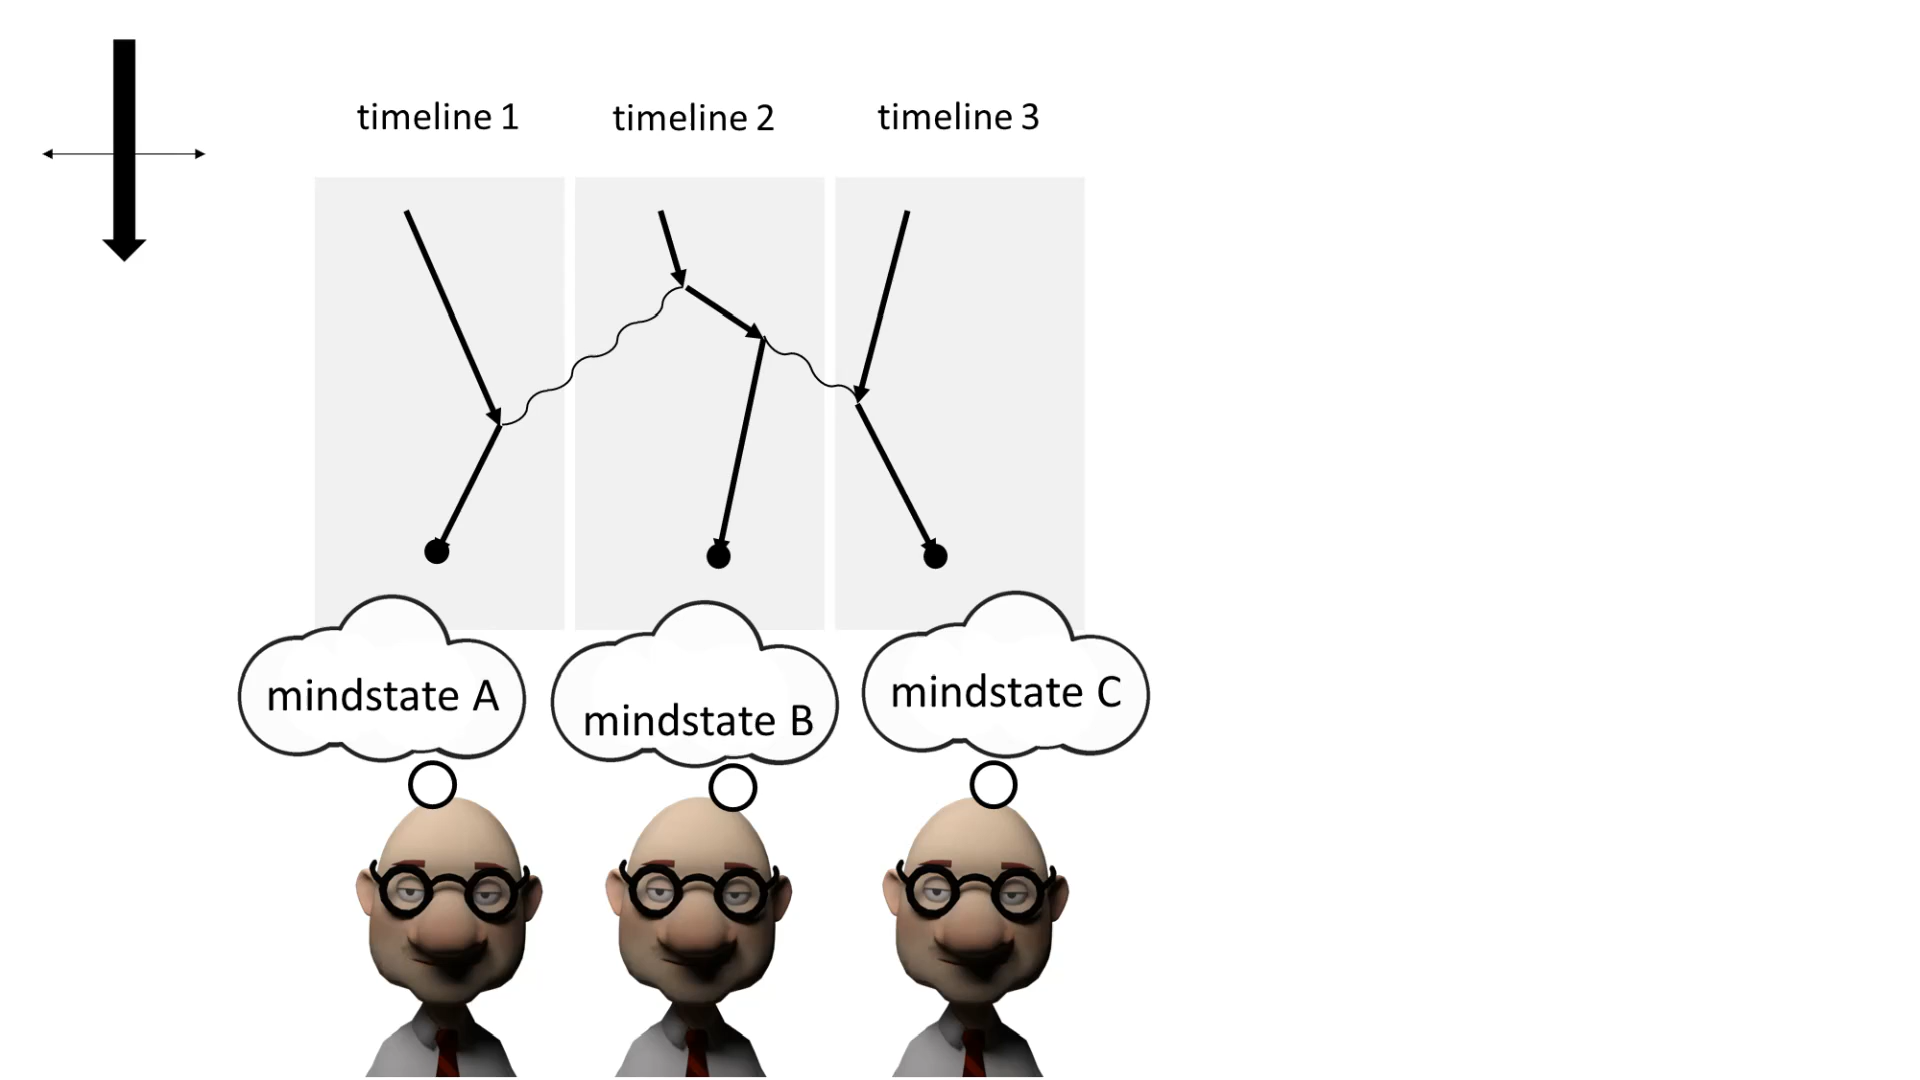 timeline 1
timeline 2
timeline 3
mindstate A
mindstate B
mindstate C